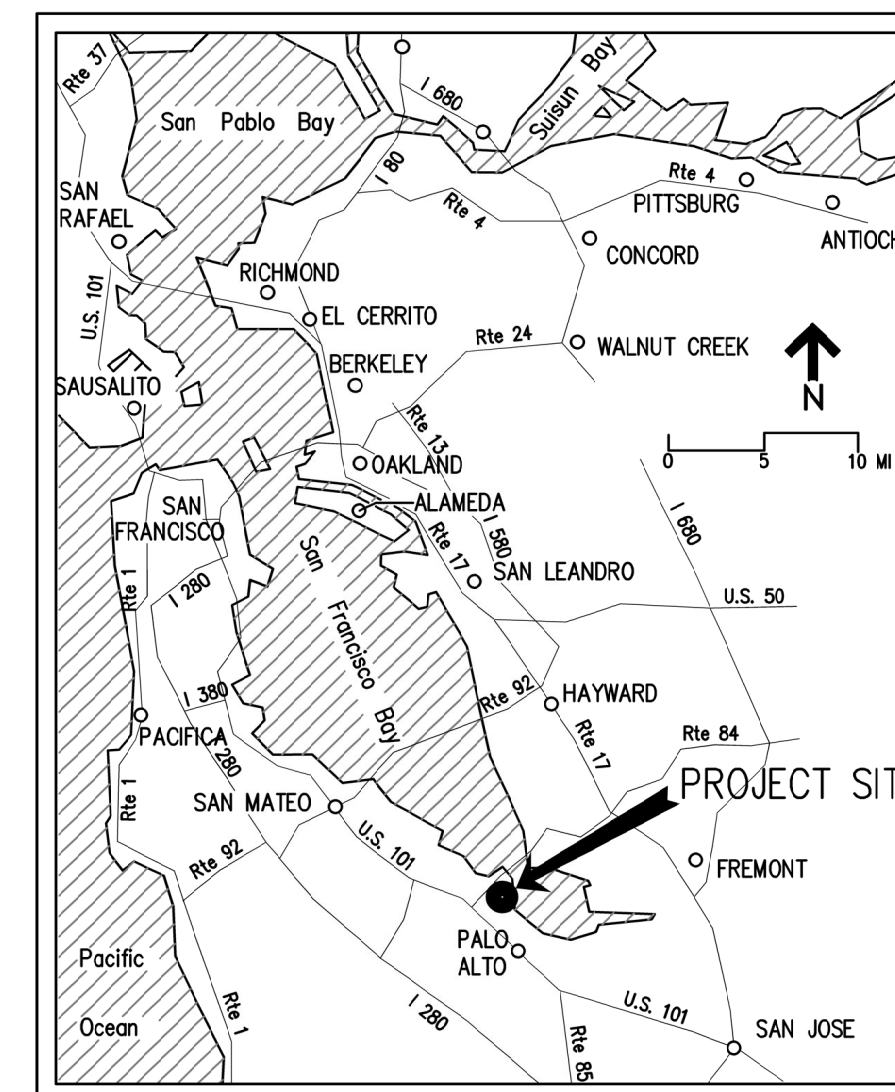 Rte 37
San Pablo Bay
I 680
Suisun Bay
I 80
Rte 4
Rte 4
PITTSBURG
ANTIOCH
SAN
RAFAEL
CONCORD
RICHMOND
U.S. 101
EL CERRITO
Rte 24
WALNUT CREEK
BERKELEY
SAUSALITO
N
Rte 13
0 5 10 MI
OAKLAND
ALAMEDA
SAN
FRANCISCO
I 580
I 680
Rte 17
San Francisco Bay
SAN LEANDRO
Rte 1
I 280
U.S. 50
I 380
Rte 92
HAYWARD
PACIFICA
I 280
Rte 17
Rte 84
PROJECT SIT
Rte 1
SAN MATEO
U.S. 101
Rte 92
FREMONT
PALO
ALTO
Pacific
Ocean
Rte 1
I 280
U.S. 101
Rte 85
SAN JOSE